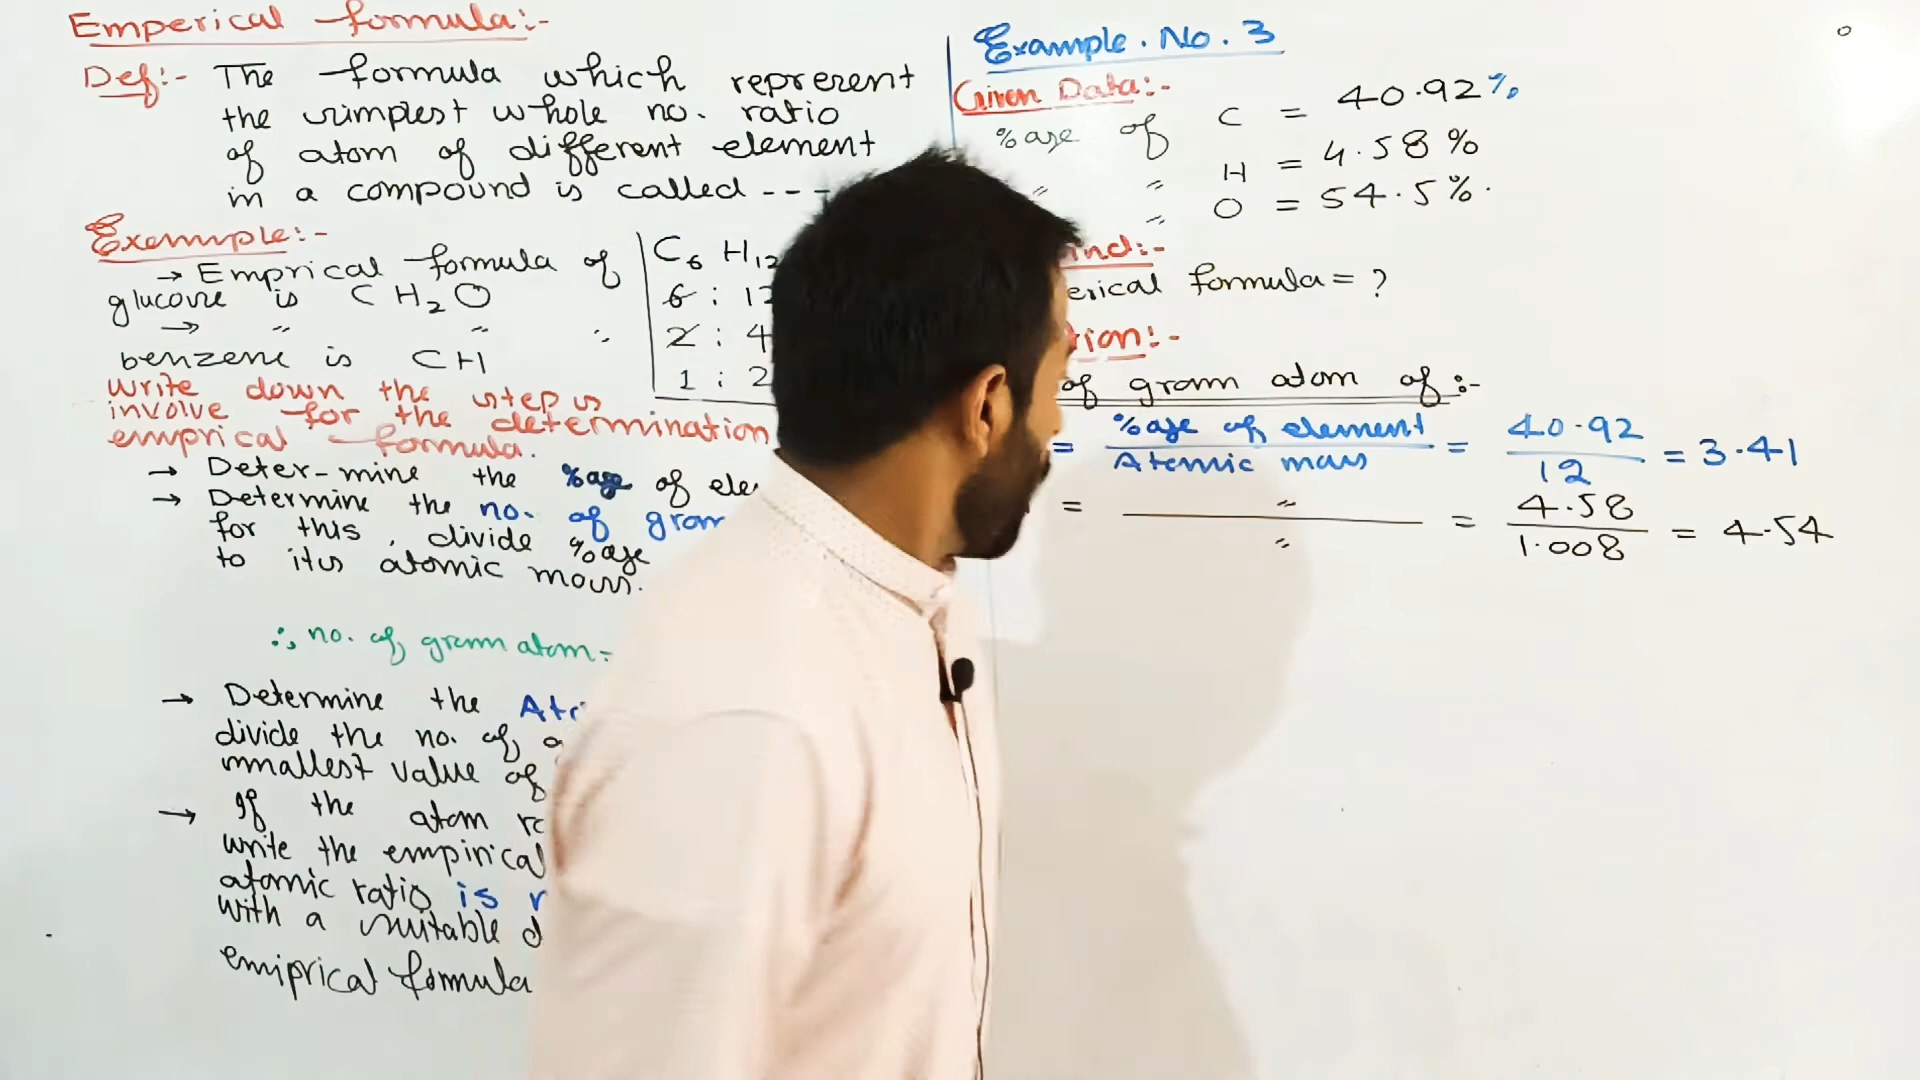 Emperical formula:-
Def:- The formula which represent
the simplest whole no. ratio
of atom of different element
in a compound is called ---
Exemple:-
→ Emprical formula of
glucose is CH₂O
→ " " "
benzene is CH
C₆ H₁₂
6 : 12
2 : 4
1 : 2
Write down the steps
involve for the determination
emprical formula.
→ Deter-mine the %age of ele
→ Determine the no. of gram
for this, divide %age
to its atomic mass.
∴ no. of gram atom =
→ Determine the At
divide the no. of
smallest value of
→ If the atom
write the empirical
atomic ratio is
with a suitable
emiprical formula
Example. No. 3
Given Data:-
%age of C = 40.92%
" " H = 4.58%
" O = 54.5%.
ind:-
erical formula = ?
tion:-
of gram atom of:-
= %age of element / Atomic mass = 40.92 / 12 = 3.41
= " / " = 4.58 / 1.008 = 4.54